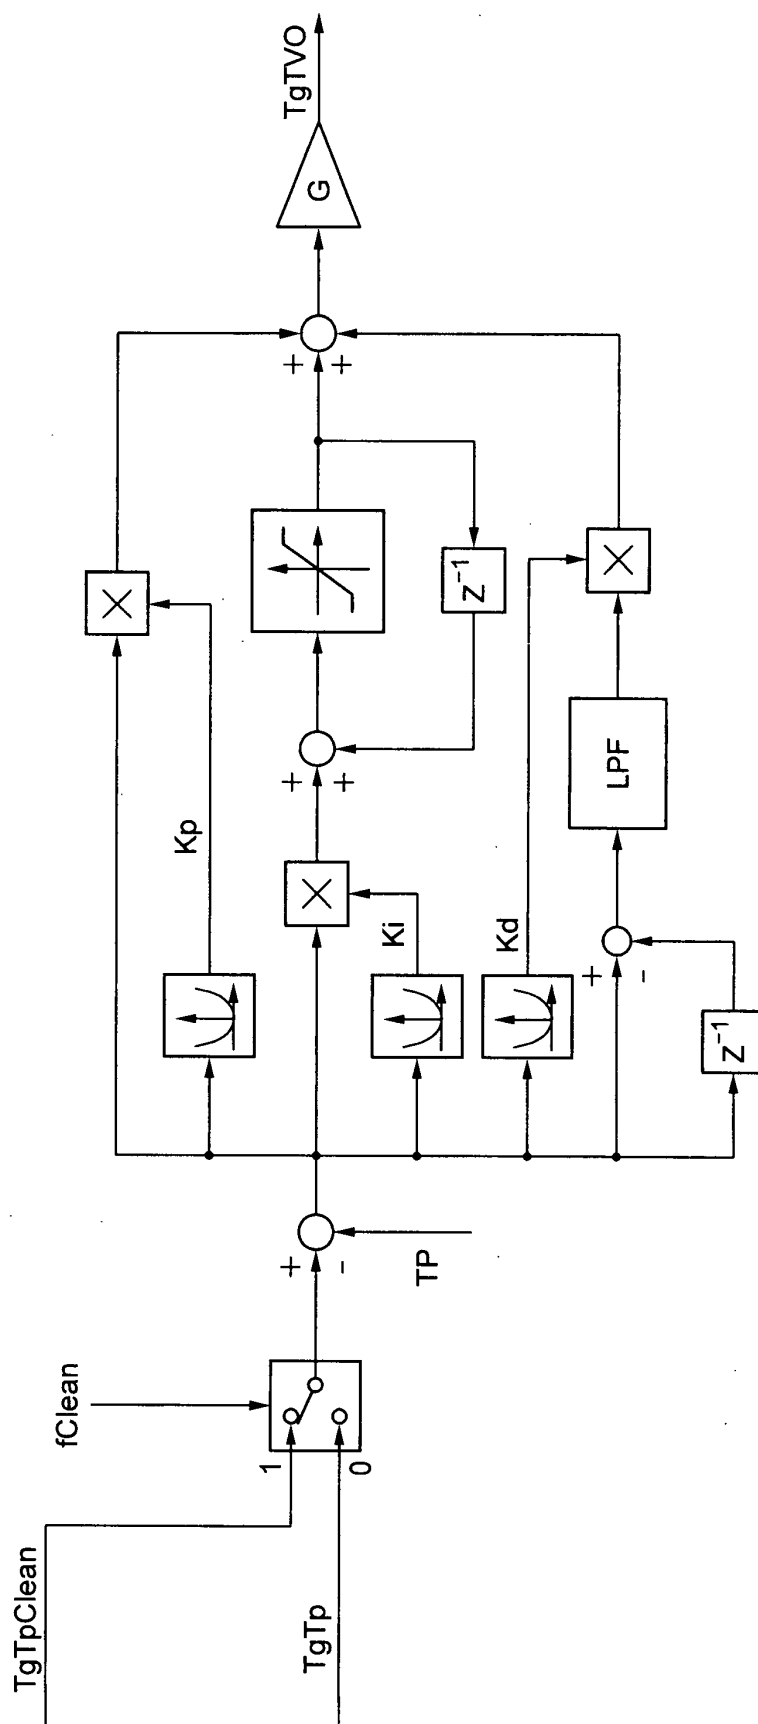 TgTpClean
TgTp
fClean
1
0
+
-
TP
Kp
Ki
Kd
+
-
z⁻¹
+
+
LPF
z⁻¹
+
+
G
TgTVO